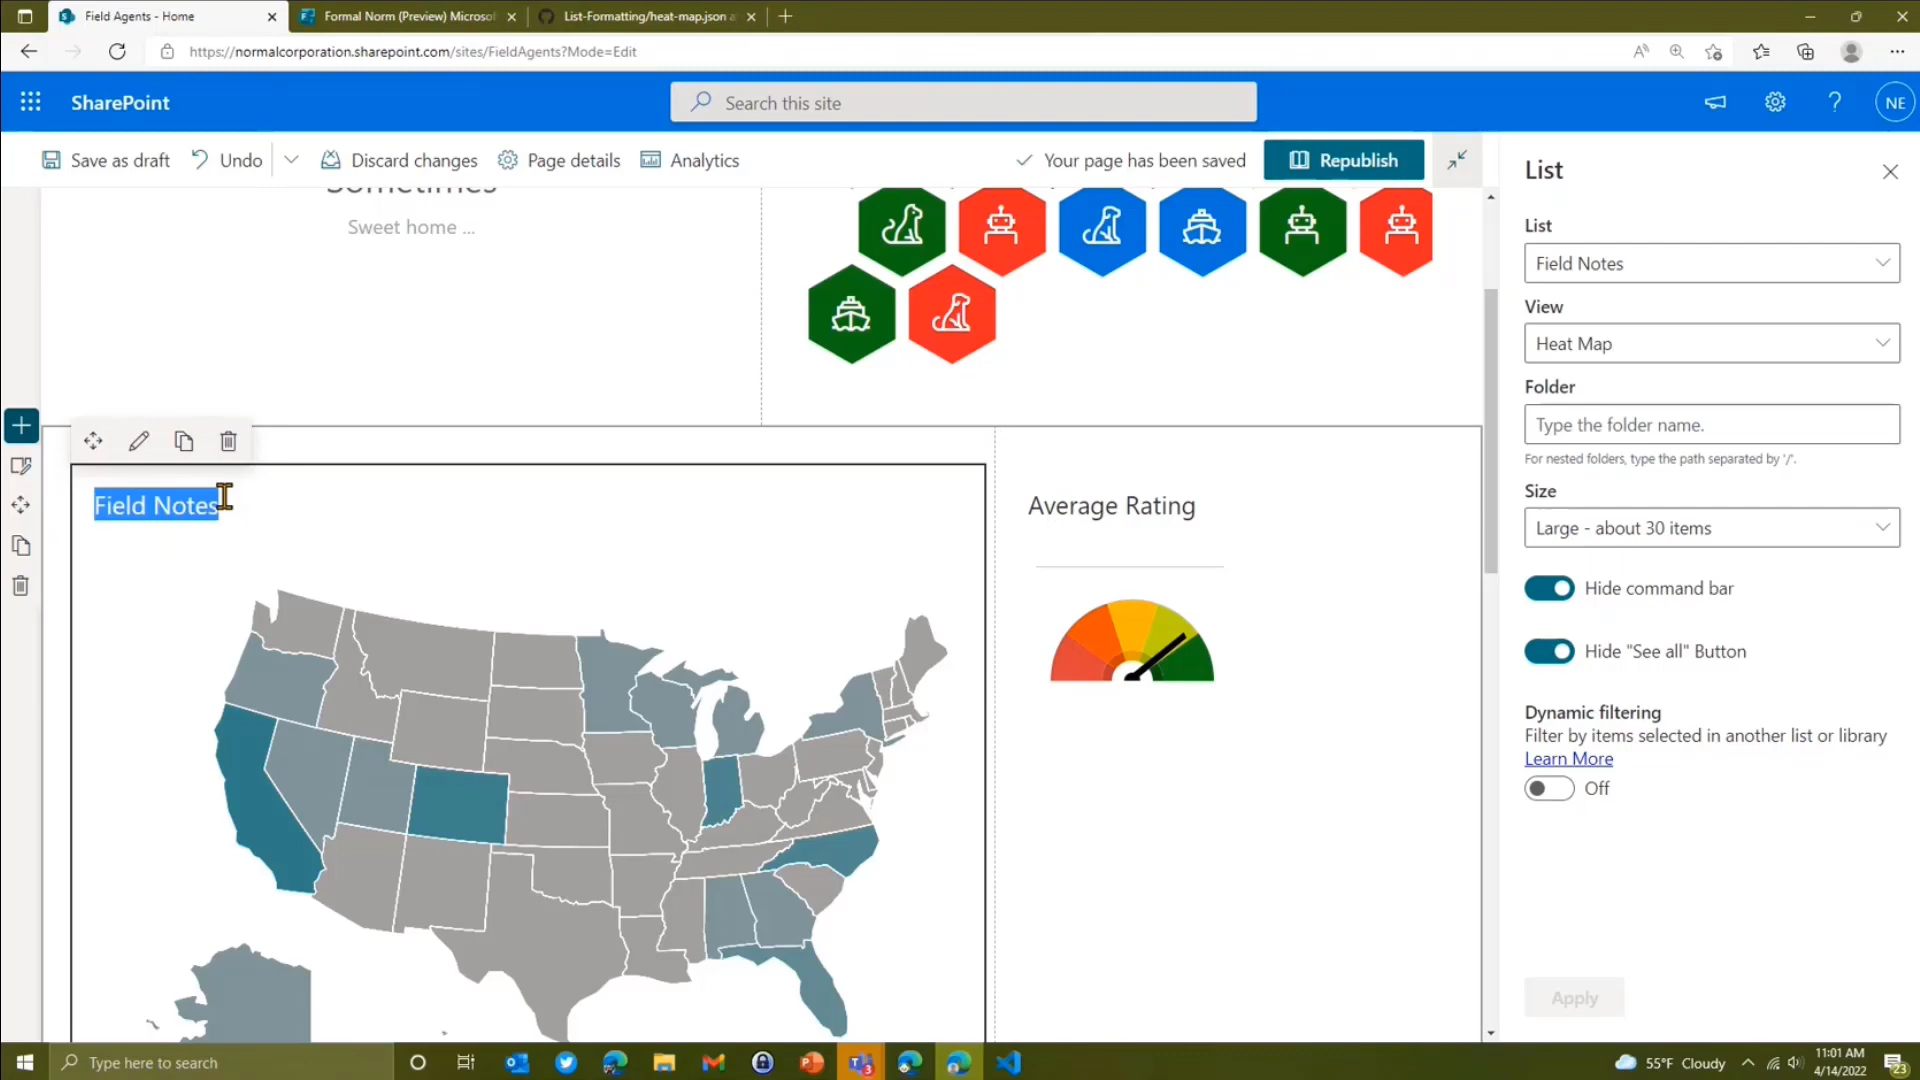 Field Agents - Home
Formal Norm (Preview) Microso
List-Formatting/heat-map.json a
https://normalcorporation.sharepoint.com/sites/FieldAgents?Mode=Edit
SharePoint
Search this site
NE
Save as draft
Undo
Discard changes
Page details
Analytics
Your page has been saved
Republish
Sometimes
Sweet home ...
Field Notes
Average Rating
List
List
Field Notes
View
Heat Map
Folder
Type the folder name.
For nested folders, type the path separated by '/'.
Size
Large - about 30 items
Hide command bar
Hide "See all" Button
Dynamic filtering
Filter by items selected in another list or library
Learn More
Off
Apply
Type here to search
3
55°F Cloudy
11:01 AM
4/14/2022
23